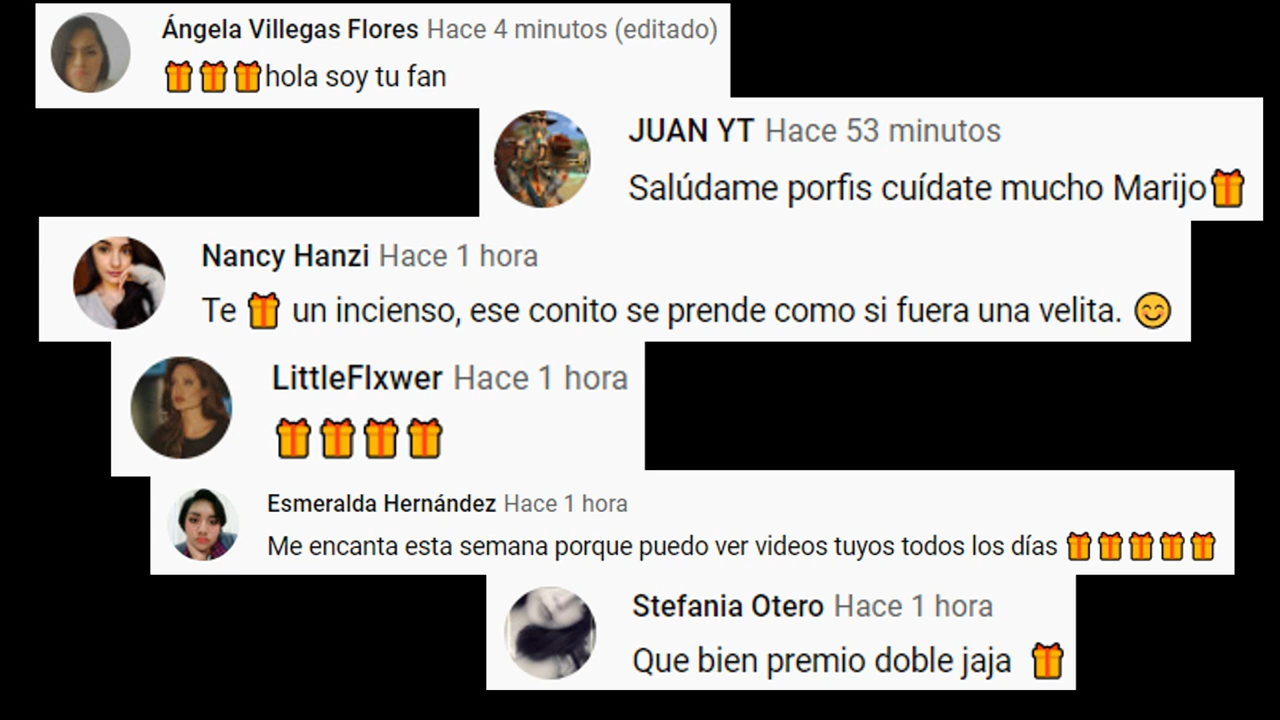 Ángela Villegas Flores Hace 4 minutos (editado)
🎁🎁🎁hola soy tu fan
JUAN YT Hace 53 minutos
Salúdame porfis cuídate mucho Marijo🎁
Nancy Hanzi Hace 1 hora
Te 🎁 un incienso, ese conito se prende como si fuera una velita. 😊
LittleFlxwer Hace 1 hora
🎁🎁🎁🎁
Esmeralda Hernández Hace 1 hora
Me encanta esta semana porque puedo ver videos tuyos todos los días 🎁🎁🎁🎁🎁
Stefania Otero Hace 1 hora
Que bien premio doble jaja 🎁